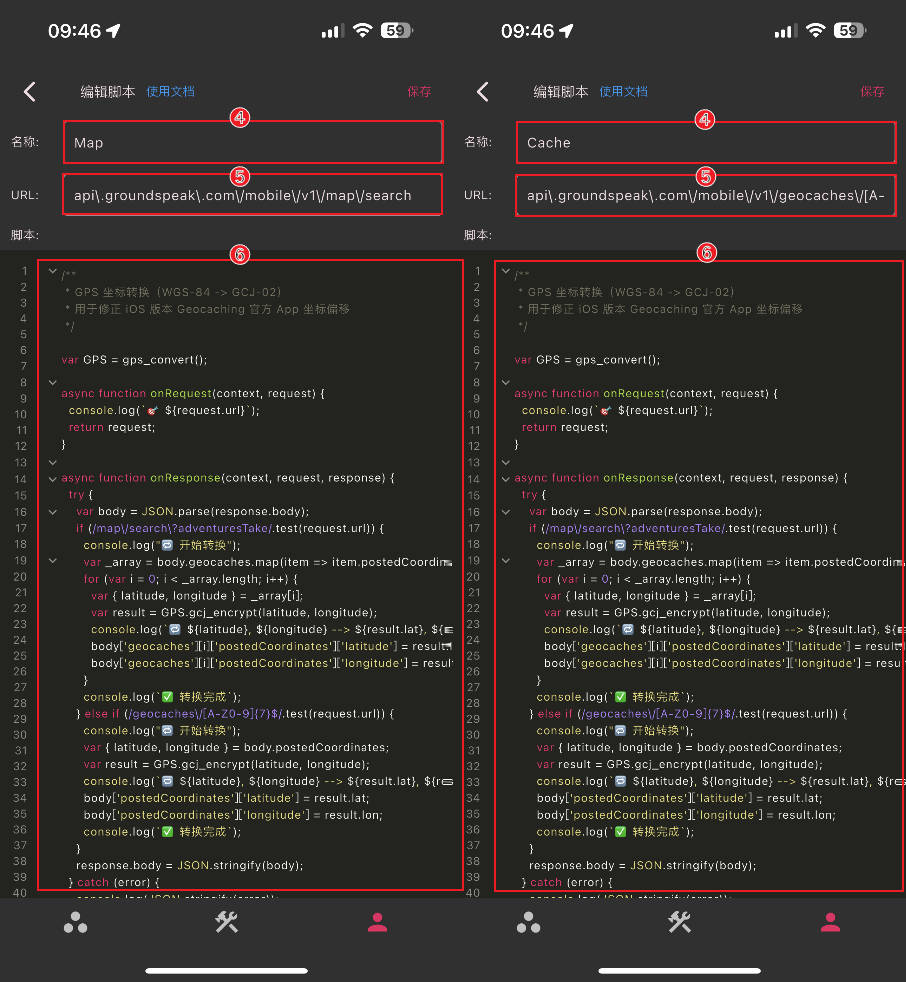 09:46
59
编辑脚本 使用文档 保存
④
名称: Map
⑤
URL: api\.groundspeak\.com\/mobile\/v1\/map\/search
脚本:
⑥
1
2
3
4
5
6
7
8
9
10
11
12
13
14
15
16
17
18
19
20
21
22
23
24
25
26
27
28
29
30
31
32
33
34
35
36
37
38
39
40
/**
 * GPS 坐标转换（WGS-84 -> GCJ-02）
 * 用于修正 iOS 版本 Geocaching 官方 App 坐标偏移
 */
var GPS = gps_convert();
async function onRequest(context, request) {
  console.log(`🎯 ${request.url}`);
  return request;
}
async function onResponse(context, request, response) {
  try {
    var body = JSON.parse(response.body);
    if (/map\/search\?adventuresTake/.test(request.url)) {
      console.log("🔁 开始转换");
      var _array = body.geocaches.map(item => item.postedCoordin
      for (var i = 0; i < _array.length; i++) {
        var { latitude, longitude } = _array[i];
        var result = GPS.gcj_encrypt(latitude, longitude);
        console.log(`🔁 ${latitude}, ${longitude} --> ${result.lat}, ${
        body['geocaches'][i]['postedCoordinates']['latitude'] = result
        body['geocaches'][i]['postedCoordinates']['longitude'] = result
      }
      console.log(`✅ 转换完成`);
    } else if (/geocaches\/[A-Z0-9]{7}$/.test(request.url)) {
      console.log("🔁 开始转换");
      var { latitude, longitude } = body.postedCoordinates;
      var result = GPS.gcj_encrypt(latitude, longitude);
      console.log(`🔁 ${latitude}, ${longitude} --> ${result.lat}, ${re
      body['postedCoordinates']['latitude'] = result.lat;
      body['postedCoordinates']['longitude'] = result.lon;
      console.log(`✅ 转换完成`);
    }
    response.body = JSON.stringify(body);
  } catch (error) {
09:46
59
编辑脚本 使用文档 保存
④
名称: Cache
⑤
URL: api\.groundspeak\.com\/mobile\/v1\/geocaches\/[A-
脚本:
⑥
1
2
3
4
5
6
7
8
9
10
11
12
13
14
15
16
17
18
19
20
21
22
23
24
25
26
27
28
29
30
31
32
33
34
35
36
37
38
39
40
/**
 * GPS 坐标转换（WGS-84 -> GCJ-02）
 * 用于修正 iOS 版本 Geocaching 官方 App 坐标偏移
 */
var GPS = gps_convert();
async function onRequest(context, request) {
  console.log(`🎯 ${request.url}`);
  return request;
}
async function onResponse(context, request, response) {
  try {
    var body = JSON.parse(response.body);
    if (/map\/search\?adventuresTake/.test(request.url)) {
      console.log("🔁 开始转换");
      var _array = body.geocaches.map(item => item.postedCoordin
      for (var i = 0; i < _array.length; i++) {
        var { latitude, longitude } = _array[i];
        var result = GPS.gcj_encrypt(latitude, longitude);
        console.log(`🔁 ${latitude}, ${longitude} --> ${result.lat}, ${
        body['geocaches'][i]['postedCoordinates']['latitude'] = result
        body['geocaches'][i]['postedCoordinates']['longitude'] = result
      }
      console.log(`✅ 转换完成`);
    } else if (/geocaches\/[A-Z0-9]{7}$/.test(request.url)) {
      console.log("🔁 开始转换");
      var { latitude, longitude } = body.postedCoordinates;
      var result = GPS.gcj_encrypt(latitude, longitude);
      console.log(`🔁 ${latitude}, ${longitude} --> ${result.lat}, ${re
      body['postedCoordinates']['latitude'] = result.lat;
      body['postedCoordinates']['longitude'] = result.lon;
      console.log(`✅ 转换完成`);
    }
    response.body = JSON.stringify(body);
  } catch (error) {